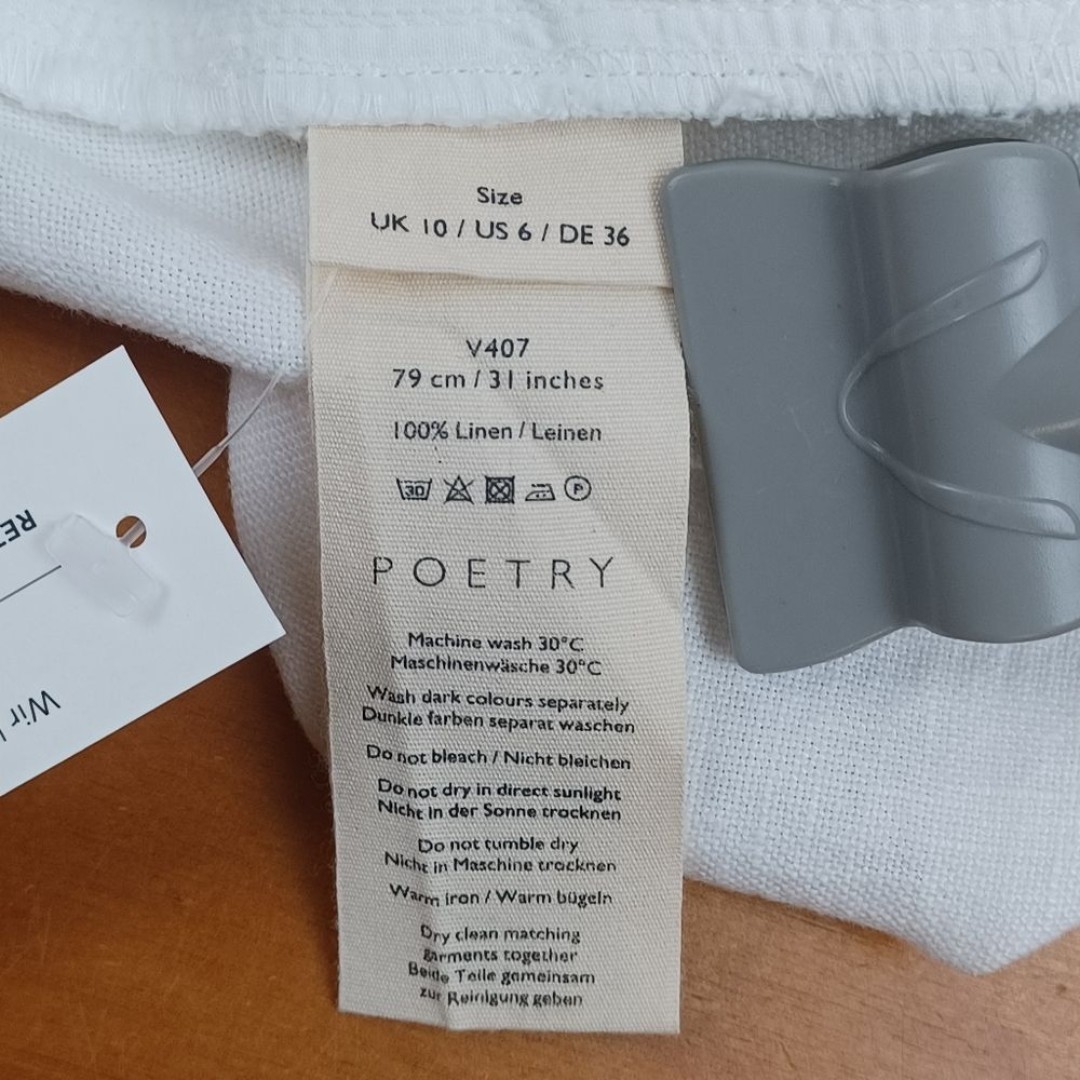 Size
UK 10 / US 6 / DE 36
V407
79 cm / 31 inches
100% Linen / Leinen
30 P
POETRY
Machine wash 30°C
Maschinenwäsche 30°C
Wash dark colours separately
Dunkle farben separat waschen
Do not bleach / Nicht bleichen
Do not dry in direct sunlight
Nicht in der Sonne trocknen
Do not tumble dry
Nicht in Maschine trocknen
Warm iron / Warm bügeln
Dry clean matching
garments together
Beide Teile gemeinsam
zur Reinigung geben
Wir